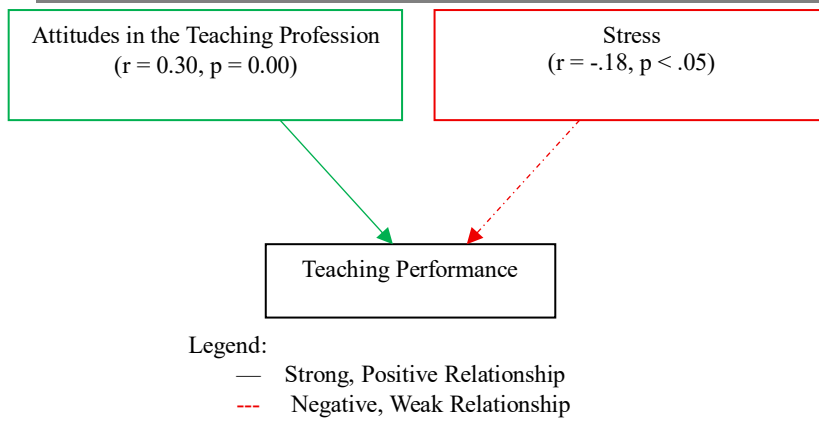 Attitudes in the Teaching Profession
(r = 0.30, p = 0.00)
Stress
(r = -.18, p < .05)
Teaching Performance
Legend:
— Strong, Positive Relationship
--- Negative, Weak Relationship